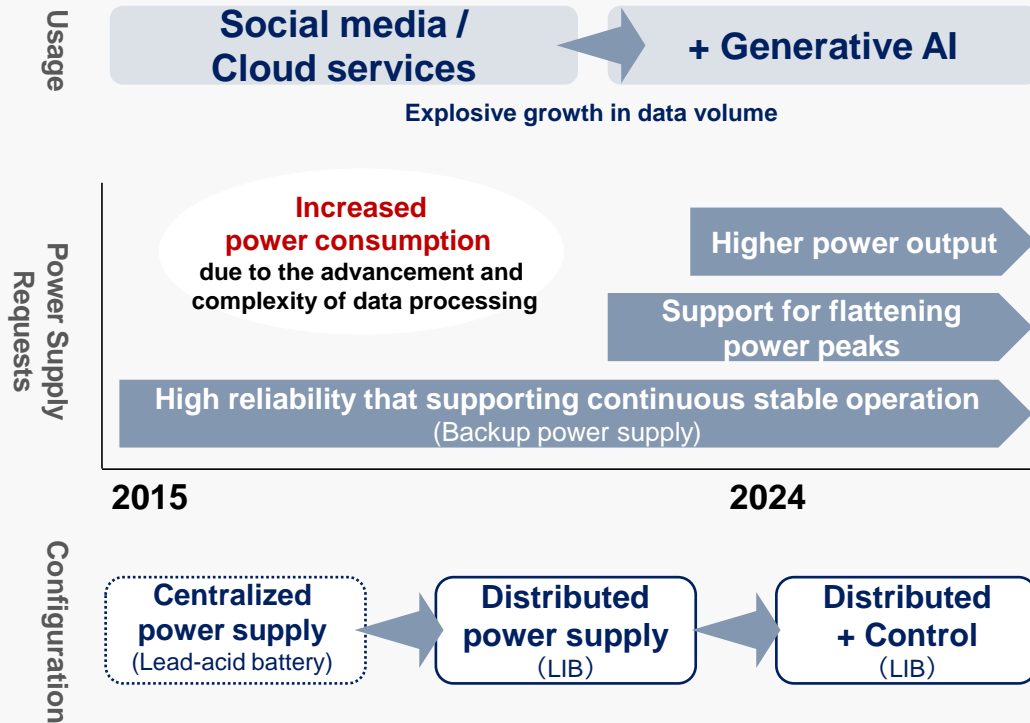 Usage
Social media /
Cloud services
+ Generative AI
Explosive growth in data volume
Power Supply
Requests
Increased
power consumption
due to the advancement and
complexity of data processing
Higher power output
Support for flattening
power peaks
High reliability that supporting continuous stable operation
(Backup power supply)
2015
2024
Configuration
Centralized
power supply
(Lead-acid battery)
Distributed
power supply
(LIB)
Distributed
+ Control
(LIB)